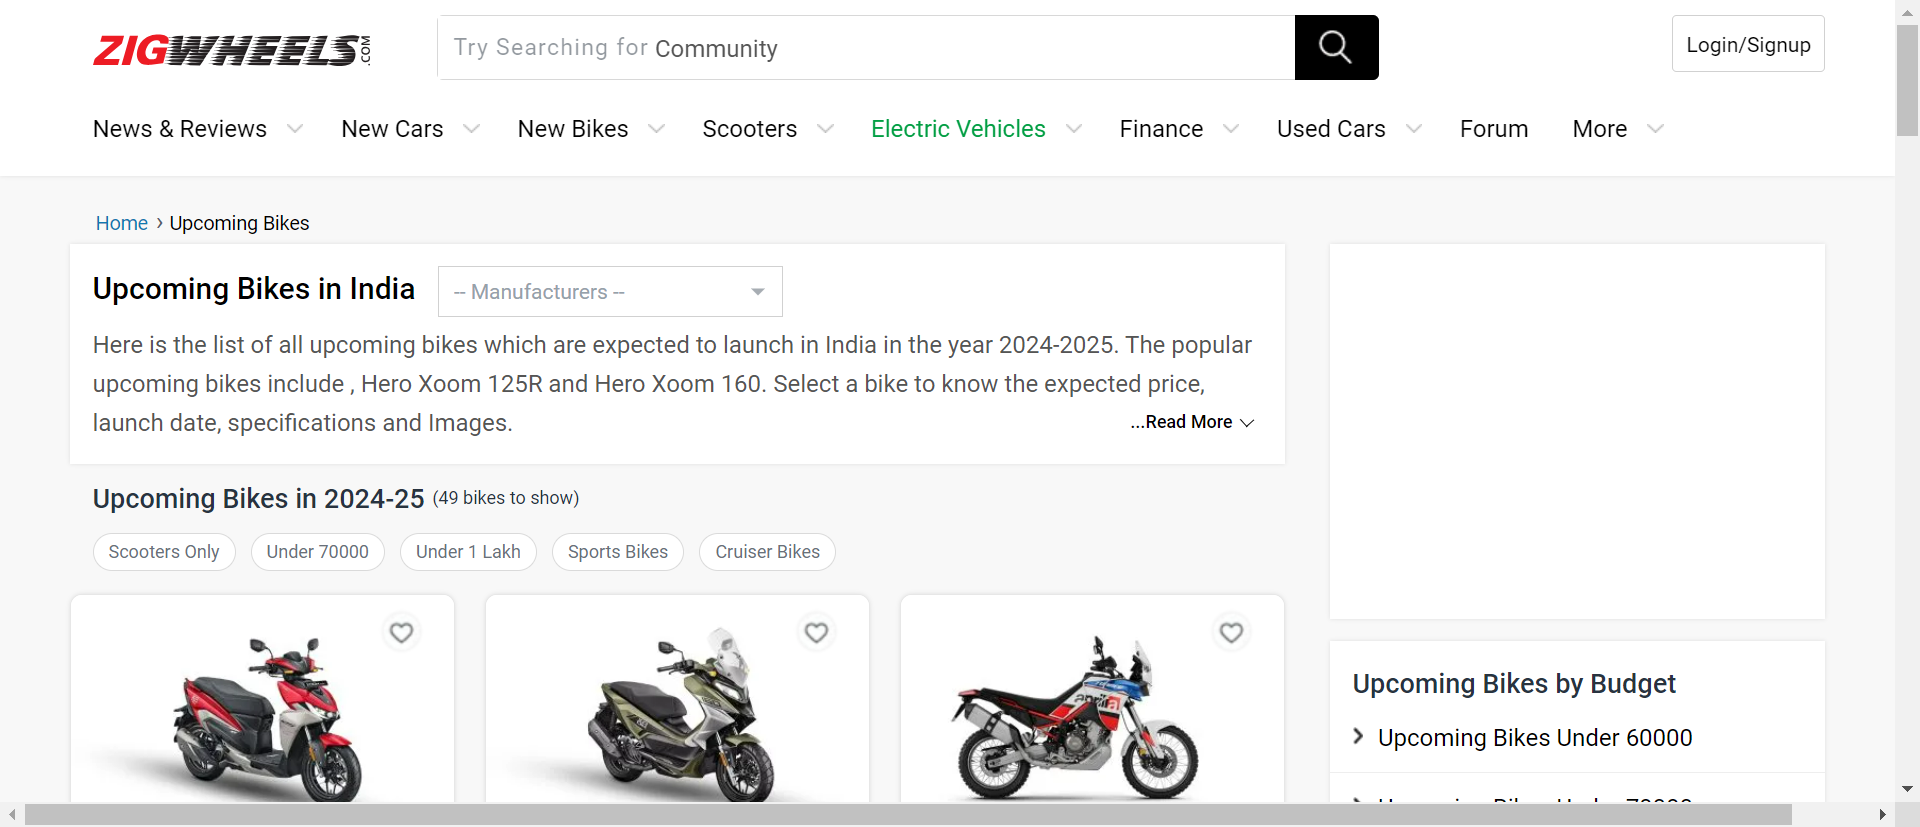 ZIGWHEELS.COM
Try Searching for Community
Login/Signup
News & Reviews New Cars New Bikes Scooters Electric Vehicles Finance Used Cars Forum More
Home › Upcoming Bikes
Upcoming Bikes in India
-- Manufacturers --
Here is the list of all upcoming bikes which are expected to launch in India in the year 2024-2025. The popular
upcoming bikes include , Hero Xoom 125R and Hero Xoom 160. Select a bike to know the expected price,
launch date, specifications and Images.
...Read More
Upcoming Bikes in 2024-25 (49 bikes to show)
Scooters Only Under 70000 Under 1 Lakh Sports Bikes Cruiser Bikes
aprilia
Upcoming Bikes by Budget
Upcoming Bikes Under 60000